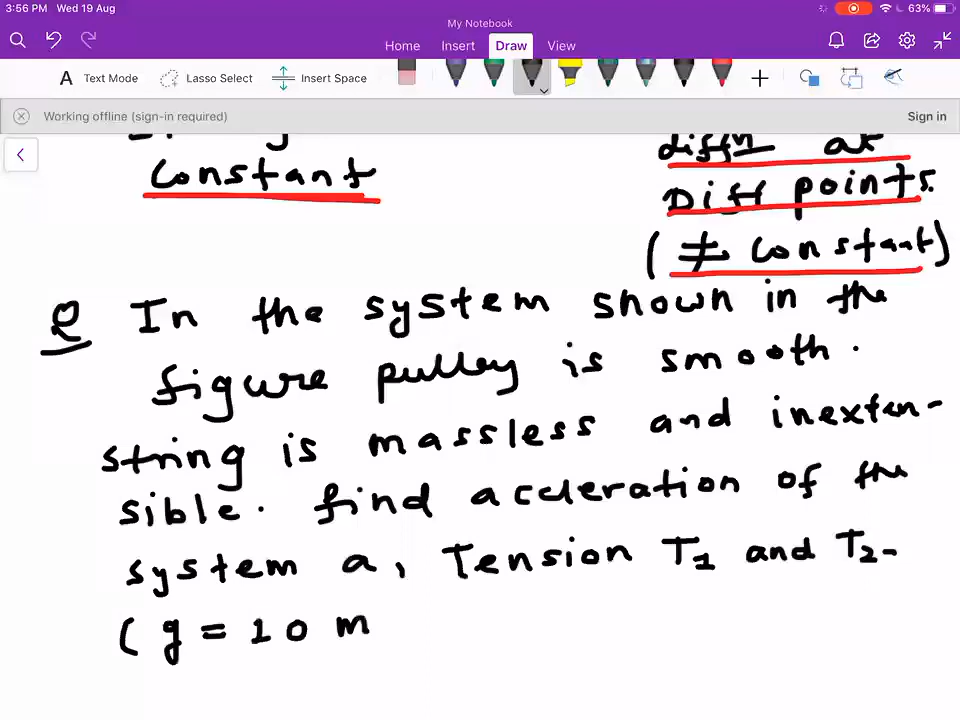 3:56 PM Wed 19 Aug
63%
My Notebook
Home Insert Draw View
Text Mode Lasso Select Insert Space
Working offline (sign-in required) Sign in
constant
diffn at
Diff points.
( ≠ constant)
Q In the system shown in the
figure pulley is smooth.
string is massless and inexten-
sible. find accleration of the
system a, Tension T1 and T2-
( g = 10 m